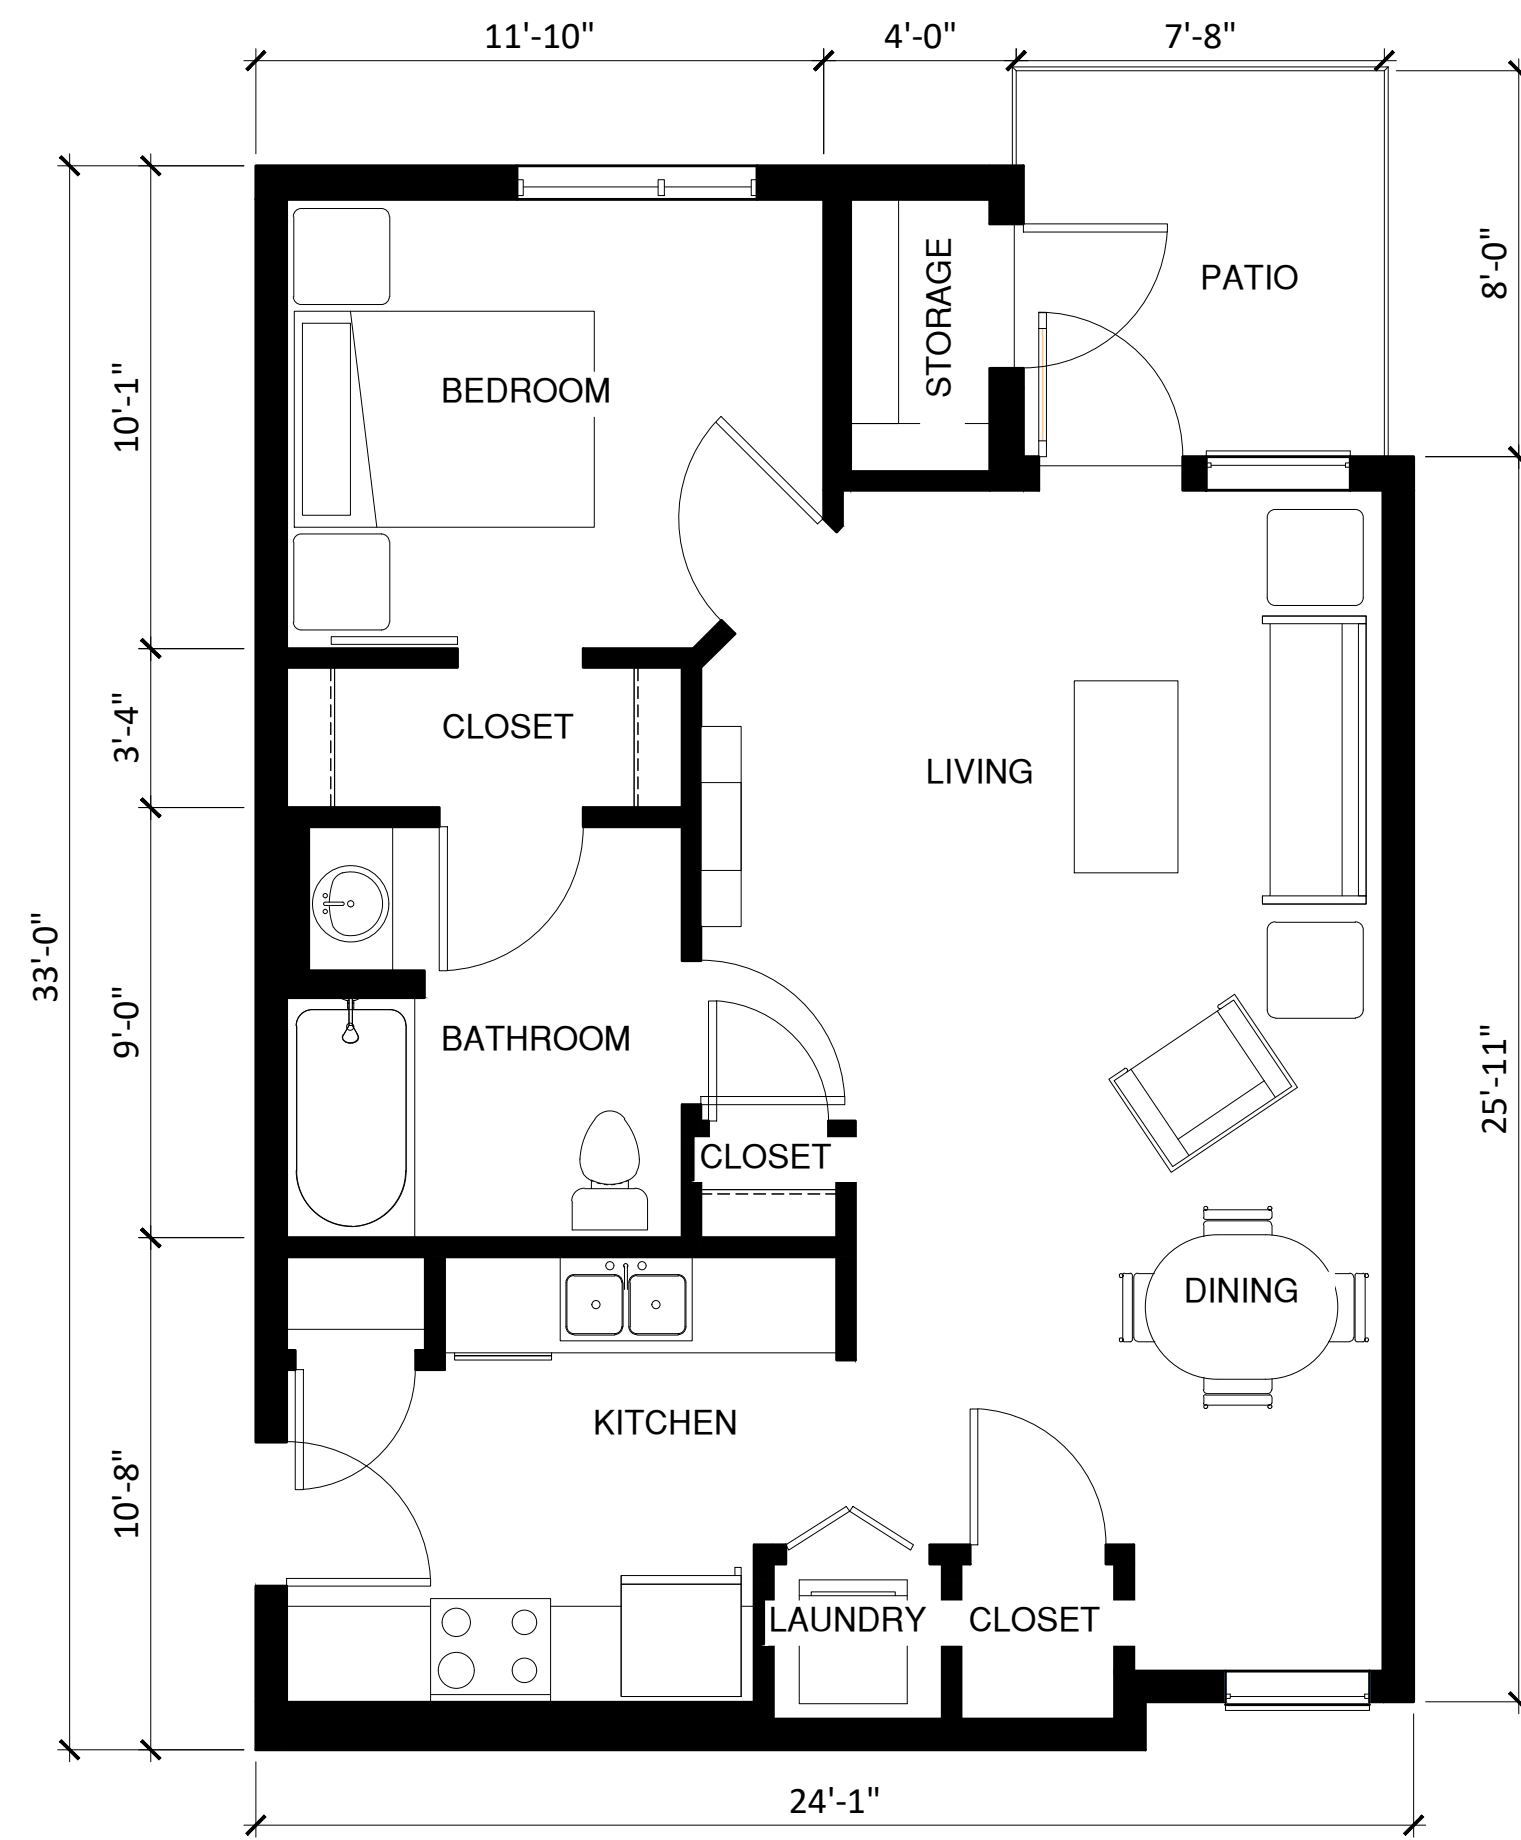 11'-10"
4'-0"
7'-8"
PATIO
8'-0"
STORAGE
BEDROOM
10'-1"
CLOSET
3'-4"
LIVING
33'-0"
9'-0"
BATHROOM
25'-11"
CLOSET
DINING
KITCHEN
10'-8"
LAUNDRY
CLOSET
24'-1"